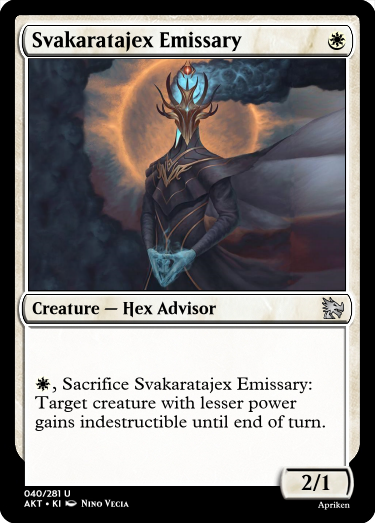 Svakaratajex Emissary
Creature — Hex Advisor
, Sacrifice Svakaratajex Emissary:
Target creature with lesser power
gains indestructible until end of turn.
2/1
040/281 U
AKT • KI Nino Vecia
Apriken